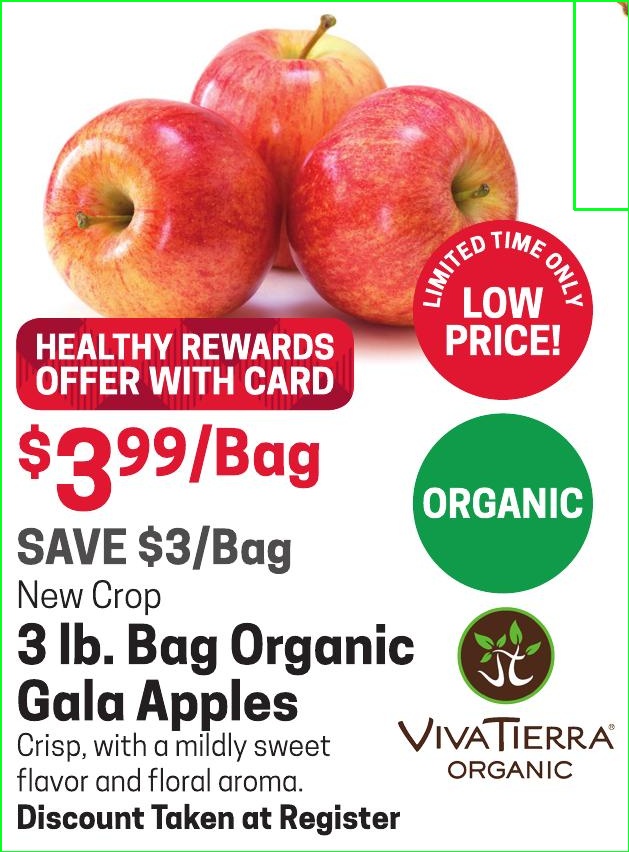 LIMITED TIME ONLY
LOW
PRICE!
HEALTHY REWARDS
OFFER WITH CARD
$3.99/Bag
ORGANIC
SAVE $3/Bag
New Crop
3 lb. Bag Organic
Gala Apples
Crisp, with a mildly sweet
flavor and floral aroma.
Discount Taken at Register
VIVATIERRA®
ORGANIC